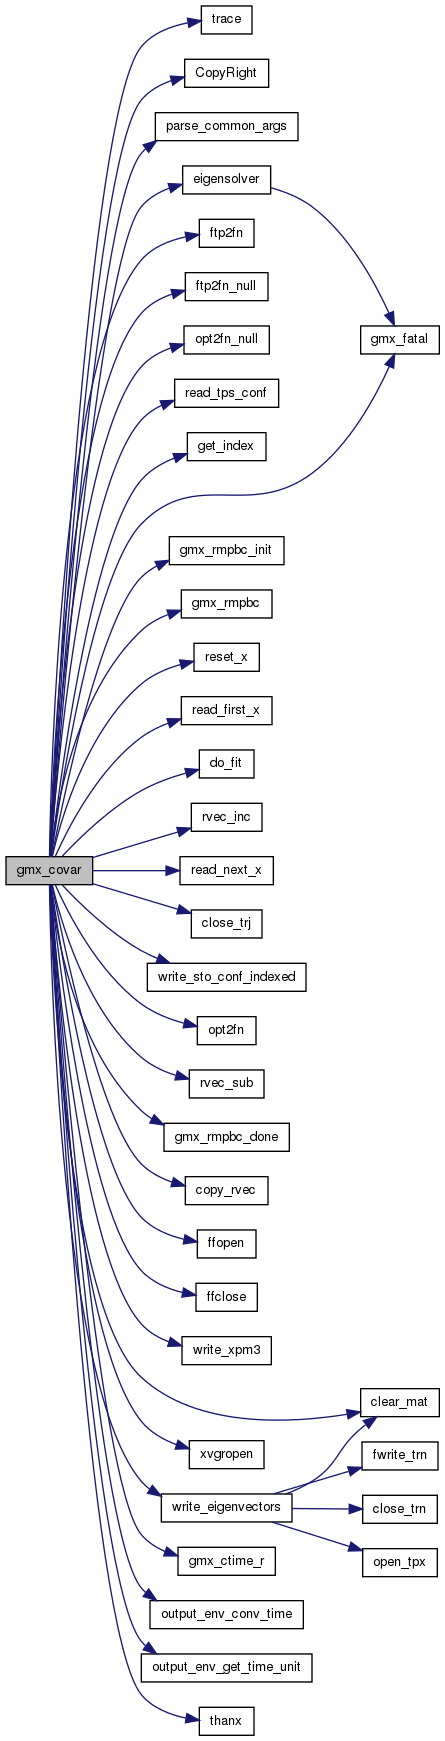 trace
CopyRight
parse_common_args
eigensolver
ftp2fn
ftp2fn_null
opt2fn_null
gmx_fatal
read_tps_conf
get_index
gmx_rmpbc_init
gmx_rmpbc
reset_x
read_first_x
do_fit
rvec_inc
gmx_covar
read_next_x
close_trj
write_sto_conf_indexed
opt2fn
rvec_sub
gmx_rmpbc_done
copy_rvec
ffopen
ffclose
write_xpm3
clear_mat
xvgropen
fwrite_trn
write_eigenvectors
close_trn
gmx_ctime_r
open_tpx
output_env_conv_time
output_env_get_time_unit
thanx